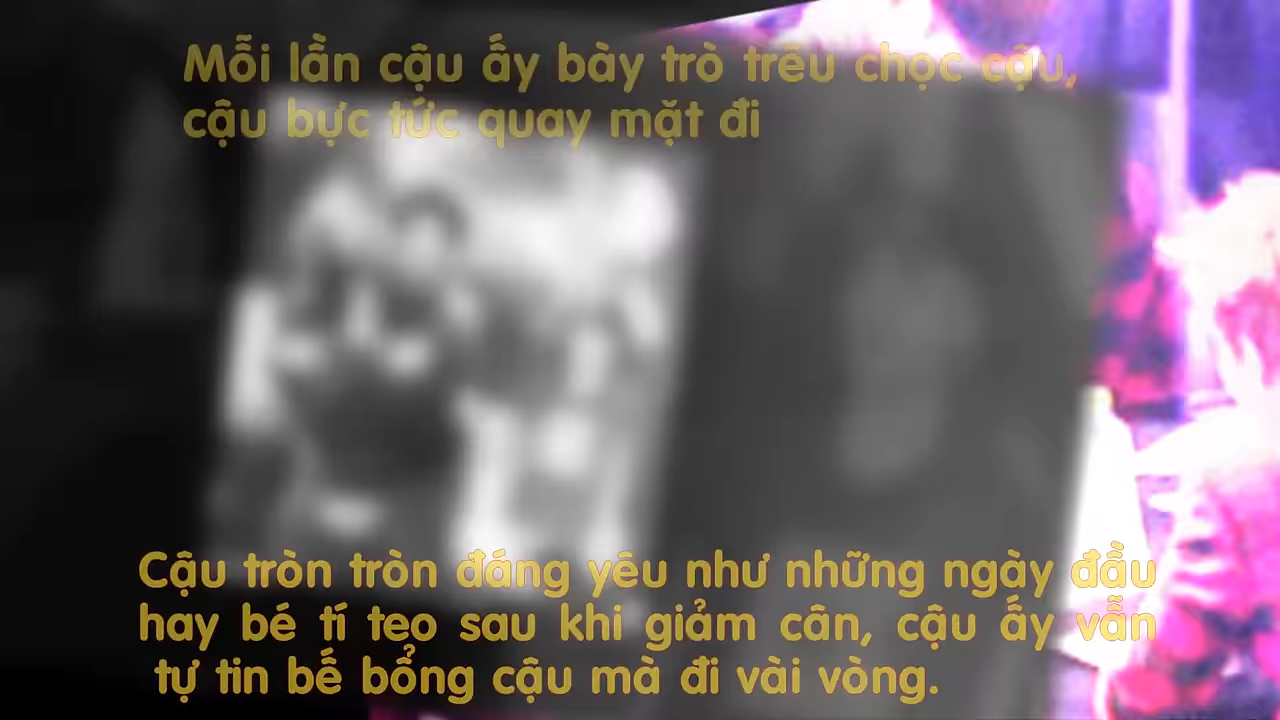 Mỗi lần cậu ấy bày trò trêu chọc cậu,
cậu bực tức quay mặt đi
Cậu tròn tròn đáng yêu như những ngày đầu
hay bé tí tẹo sau khi giảm cân, cậu ấy vẫn
tự tin bế bổng cậu mà đi vài vòng.